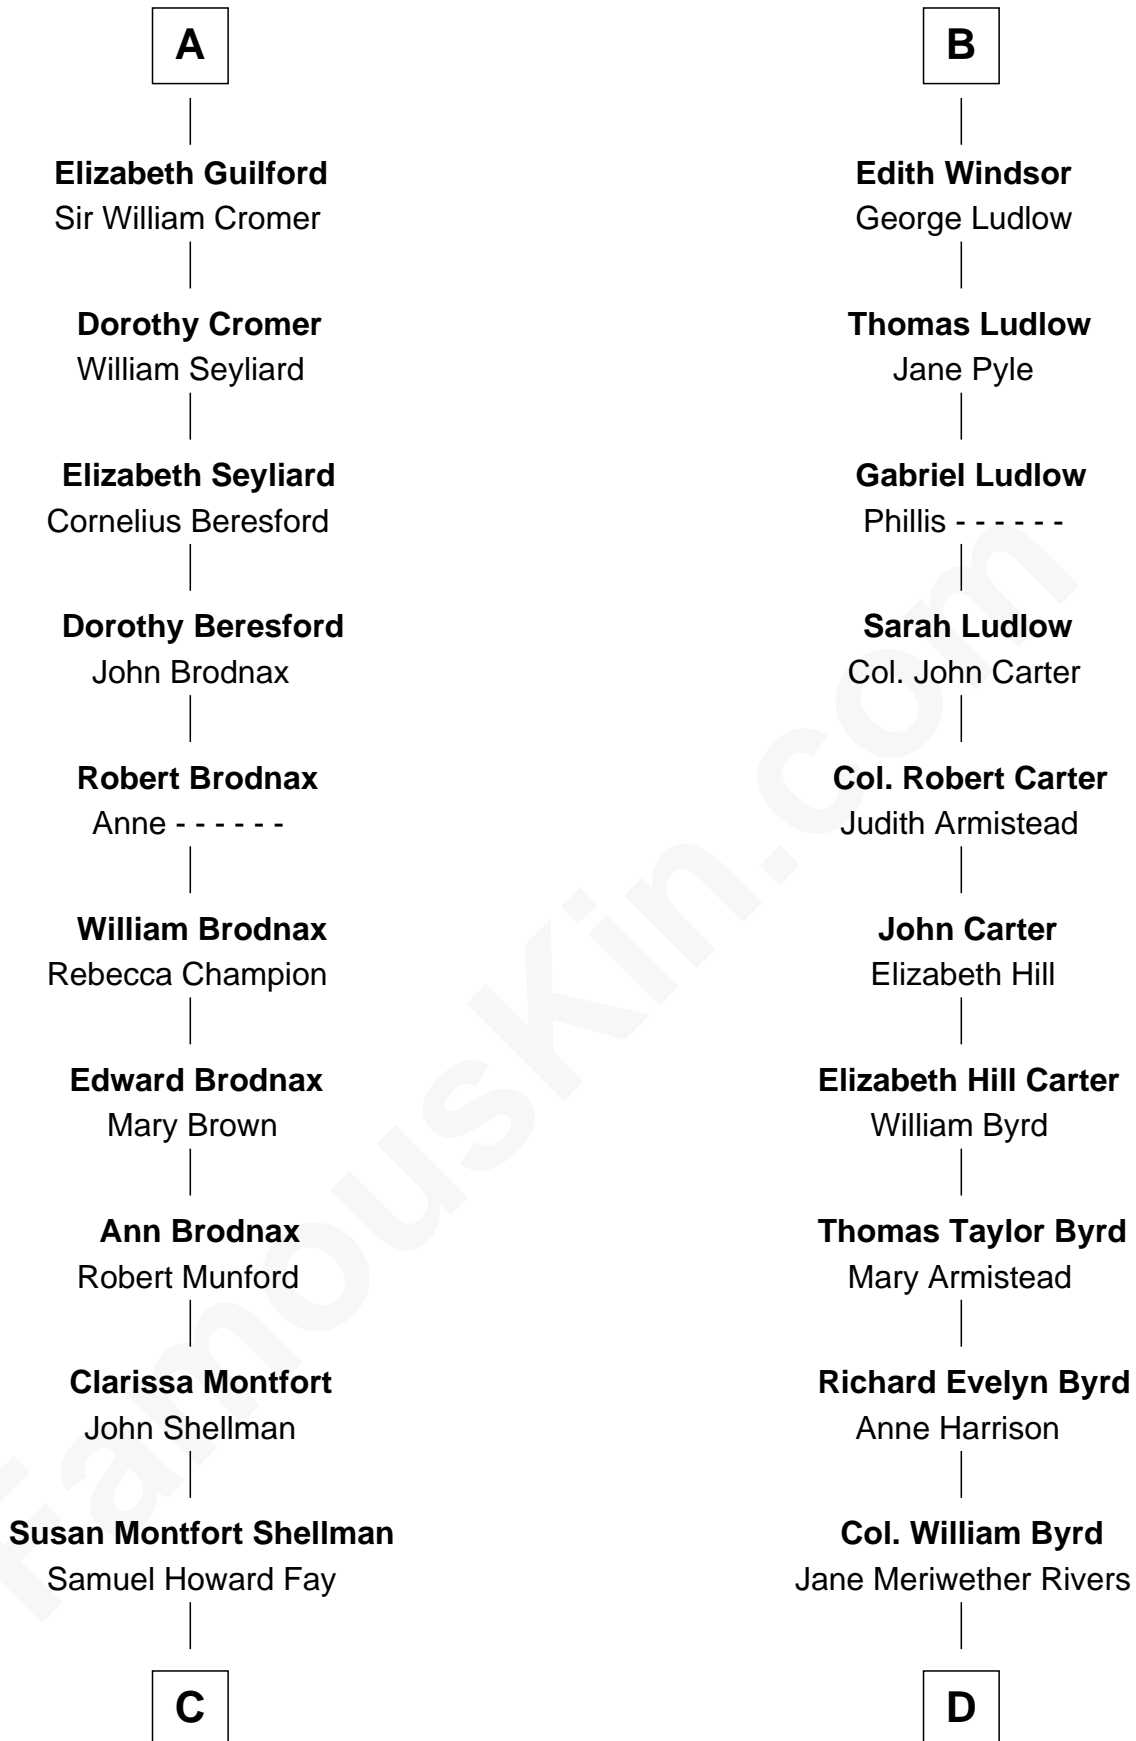 A
Elizabeth Guilford
Sir William Cromer
Dorothy Cromer
William Seyliard
Elizabeth Seyliard
Cornelius Beresford
Dorothy Beresford
John Brodnax
Robert Brodnax
Anne - - - - - -
William Brodnax
Rebecca Champion
Edward Brodnax
Mary Brown
Ann Brodnax
Robert Munford
Clarissa Montfort
John Shellman
Susan Montfort Shellman
Samuel Howard Fay
C
B
Edith Windsor
George Ludlow
Thomas Ludlow
Jane Pyle
Gabriel Ludlow
Phillis - - - - - -
Sarah Ludlow
Col. John Carter
Col. Robert Carter
Judith Armistead
John Carter
Elizabeth Hill
Elizabeth Hill Carter
William Byrd
Thomas Taylor Byrd
Mary Armistead
Richard Evelyn Byrd
Anne Harrison
Col. William Byrd
Jane Meriwether Rivers
D
FamousKin.com